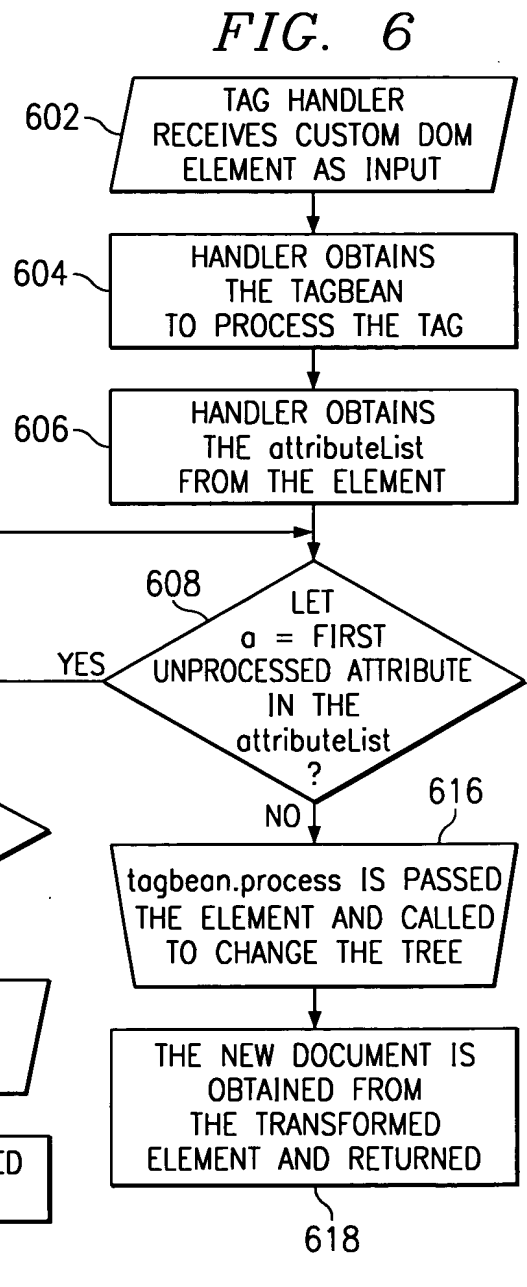 FIG. 6
602
TAG HANDLER
RECEIVES CUSTOM DOM
ELEMENT AS INPUT
604
HANDLER OBTAINS
THE TAGBEAN
TO PROCESS THE TAG
606
HANDLER OBTAINS
THE attributeList
FROM THE ELEMENT
608
LET
a = FIRST
UNPROCESSED ATTRIBUTE
IN THE
attributeList
?
YES
NO
616
tagbean.process IS PASSED
THE ELEMENT AND CALLED
TO CHANGE THE TREE
THE NEW DOCUMENT IS
OBTAINED FROM
THE TRANSFORMED
ELEMENT AND RETURNED
618